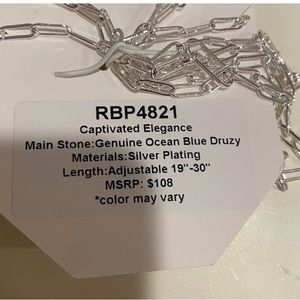 RBP4821
Captivated Elegance
Main Stone:Genuine Ocean Blue Druzy
Materials:Silver Plating
Length:Adjustable 19"-30"
MSRP: $108
*color may vary